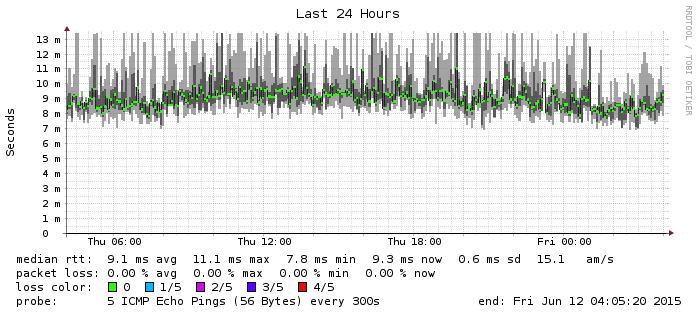 Last 24 Hours
RRDTOOL / TOBI OETIKER
Seconds
13 m
12 m
11 m
10 m
9 m
8 m
7 m
6 m
5 m
4 m
3 m
2 m
1 m
0
Thu 06:00 Thu 12:00 Thu 18:00 Fri 00:00
median rtt: 9.1 ms avg 11.1 ms max 7.8 ms min 9.3 ms now 0.6 ms sd 15.1 am/s
packet loss: 0.00 % avg 0.00 % max 0.00 % min 0.00 % now
loss color: 0 1/5 2/5 3/5 4/5
probe: 5 ICMP Echo Pings (56 Bytes) every 300s end: Fri Jun 12 04:05:20 2015